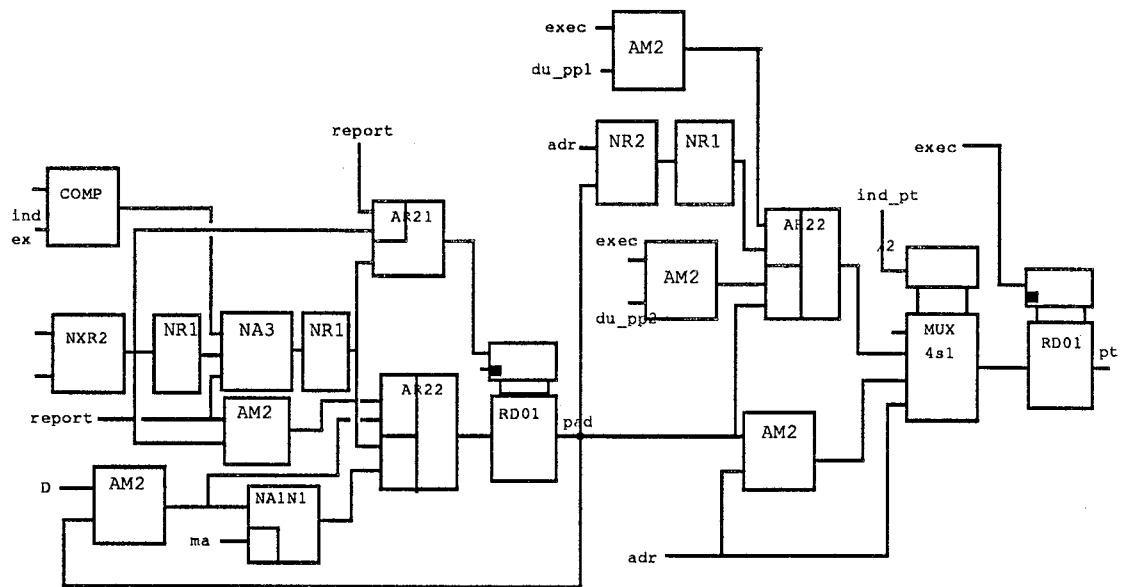 exec
AM2
du_pp1
report
adr
NR2
NR1
exec
COMP
ind
ex
AR21
ind_pt
AR22
exec
AM2
du_pp2
NXR2
NR1
NA3
NR1
MUX
4s1
RD01
pt
report
AM2
AR22
RD01
pad
AM2
D
AM2
NA1N1
ma
adr